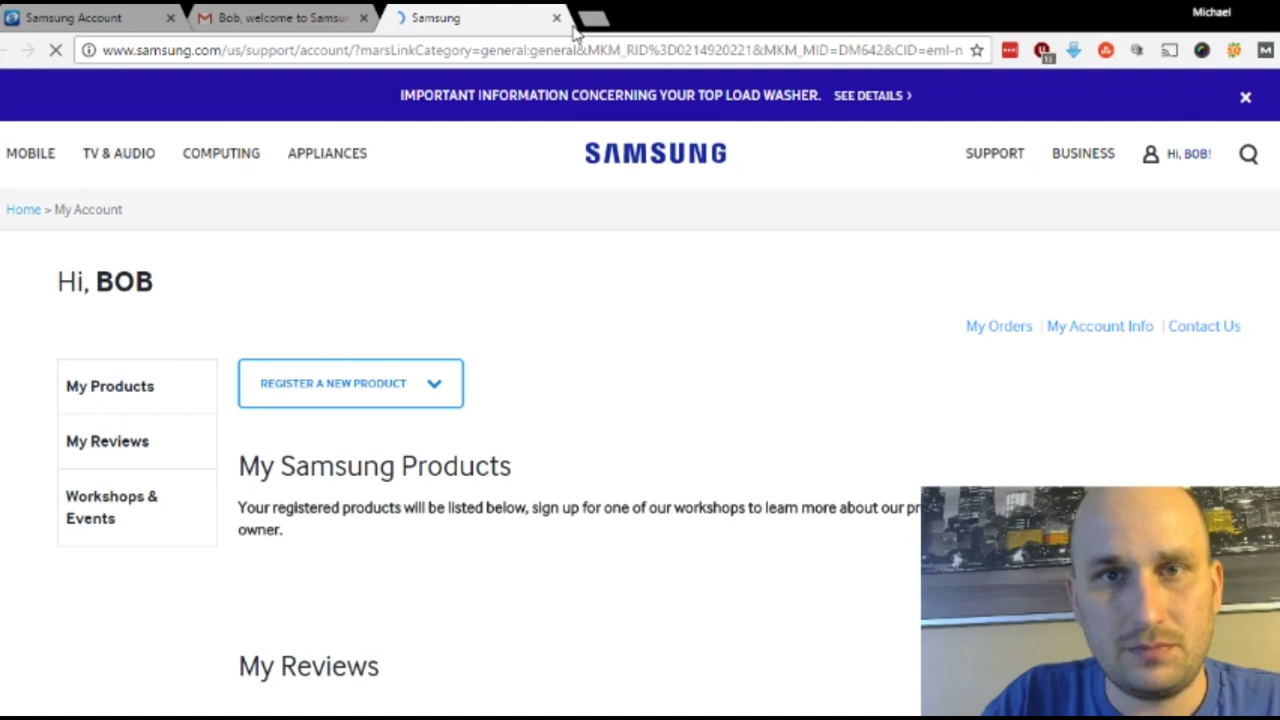 Samsung Account
Bob, welcome to Samsu
Samsung
Michael
www.samsung.com/us/support/account/?marsLinkCategory=general:general&MKM_RID%3D0214920221&MKM_MID=DM642&CID=eml-n
13
IMPORTANT INFORMATION CONCERNING YOUR TOP LOAD WASHER. SEE DETAILS >
MOBILE TV & AUDIO COMPUTING APPLIANCES SAMSUNG SUPPORT BUSINESS Hi, BOB!
Home > My Account
Hi, BOB
My Orders | My Account Info | Contact Us
My Products
My Reviews
Workshops &
Events
REGISTER A NEW PRODUCT
My Samsung Products
Your registered products will be listed below, sign up for one of our workshops to learn more about our pr
owner.
My Reviews